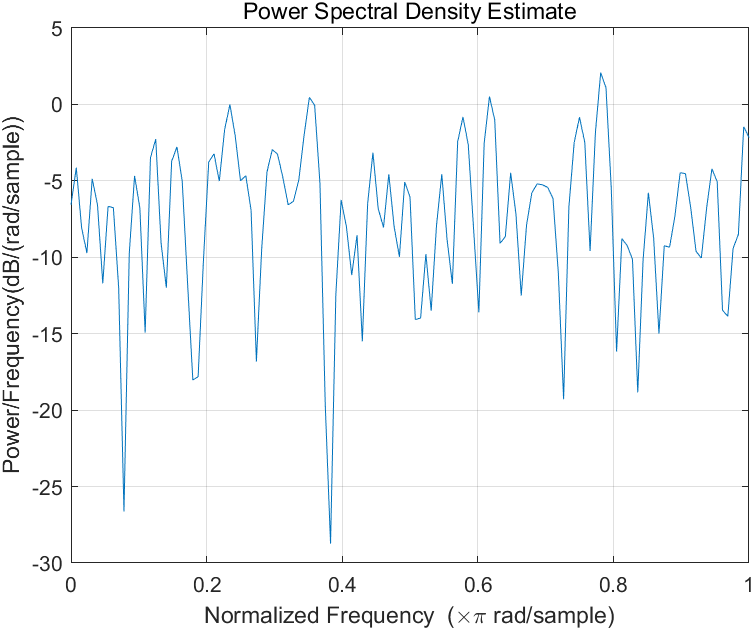 Power Spectral Density Estimate
5
0
-5
-10
-15
-20
-25
-30
Power/Frequency(dB/(rad/sample))
0 0.2 0.4 0.6 0.8 1
Normalized Frequency (×π rad/sample)